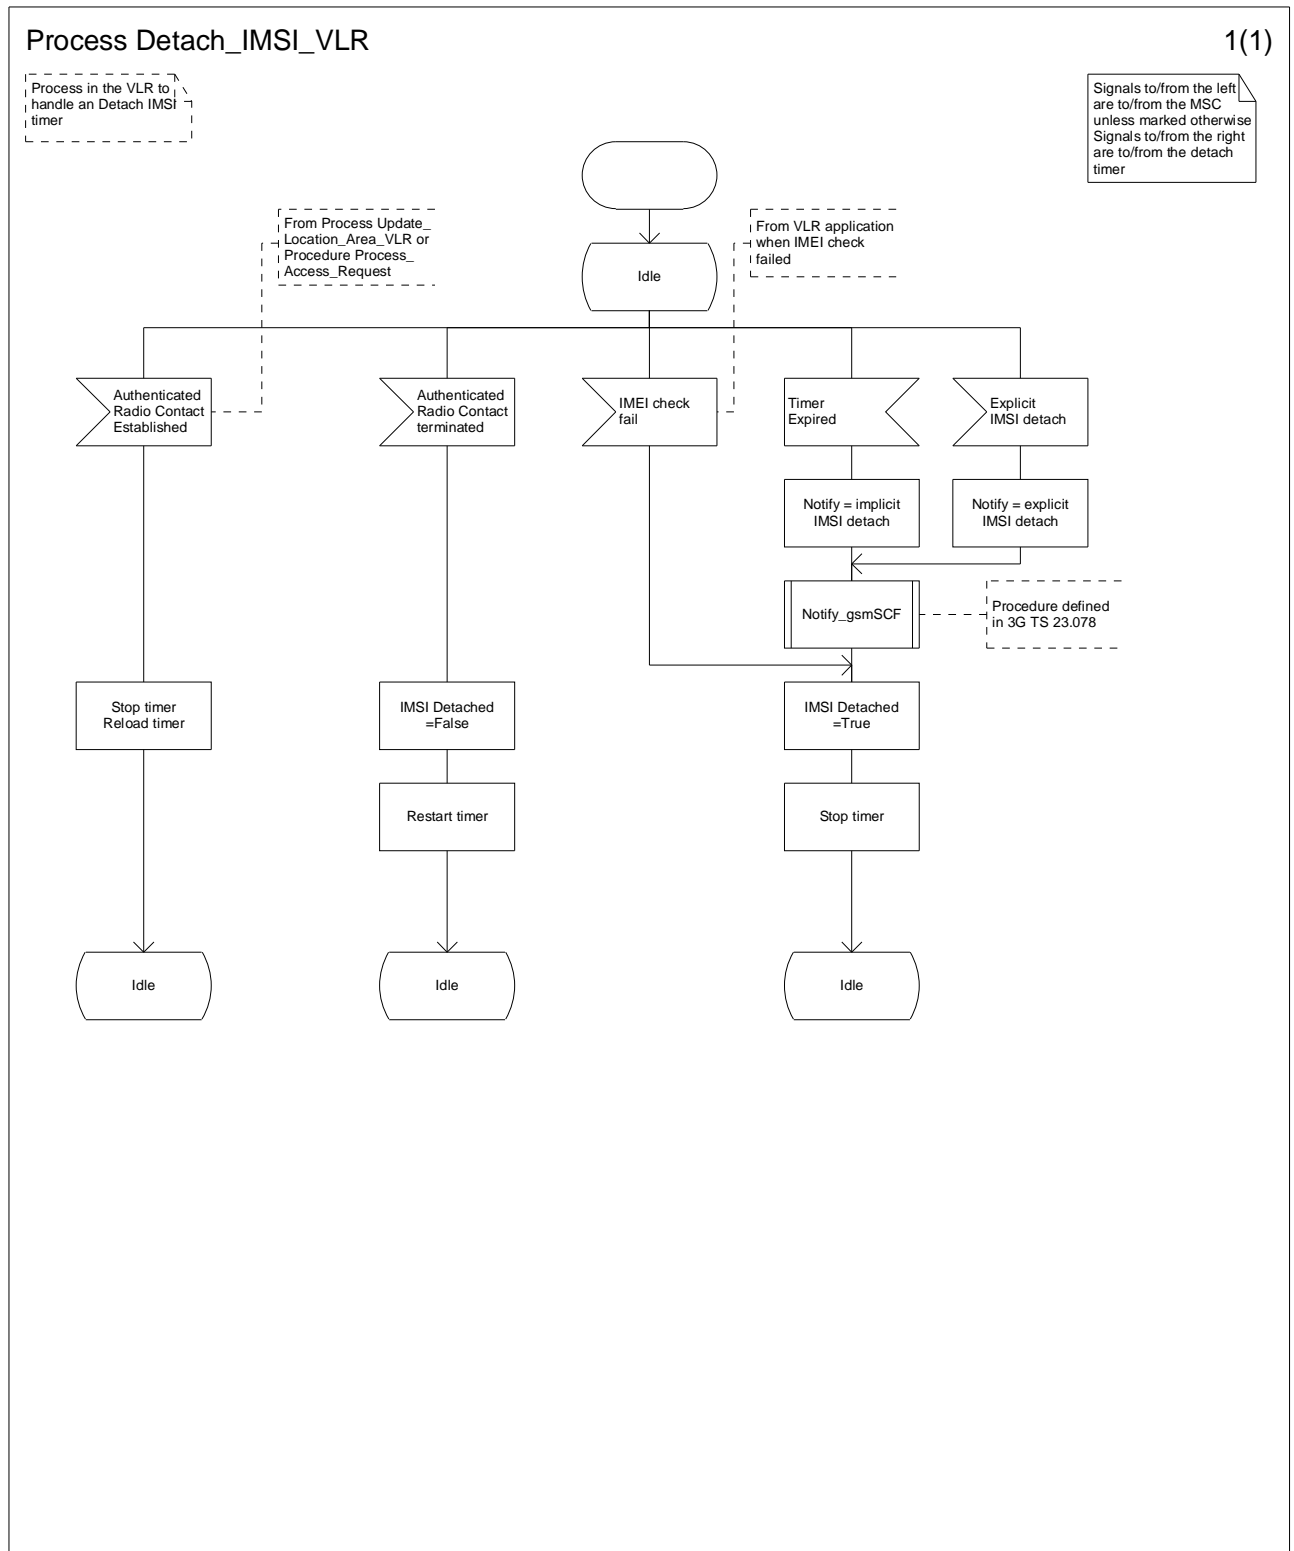 Process Detach_IMSI_VLR
1(1)
Process in the VLR to
handle an Detach IMSI
timer
Signals to/from the left
are to/from the MSC
unless marked otherwise
Signals to/from the right
are to/from the detach
timer
From Process Update_
Location_Area_VLR or
Procedure Process_
Access_Request
From VLR application
when IMEI check
failed
Idle
Authenticated
Radio Contact
Established
Authenticated
Radio Contact
terminated
IMEI check
fail
Timer
Expired
Explicit
IMSI detach
Notify = implicit
IMSI detach
Notify = explicit
IMSI detach
Notify_gsmSCF
Procedure defined
in 3G TS 23.078
Stop timer
Reload timer
IMSI Detached
=False
IMSI Detached
=True
Restart timer
Stop timer
Idle
Idle
Idle